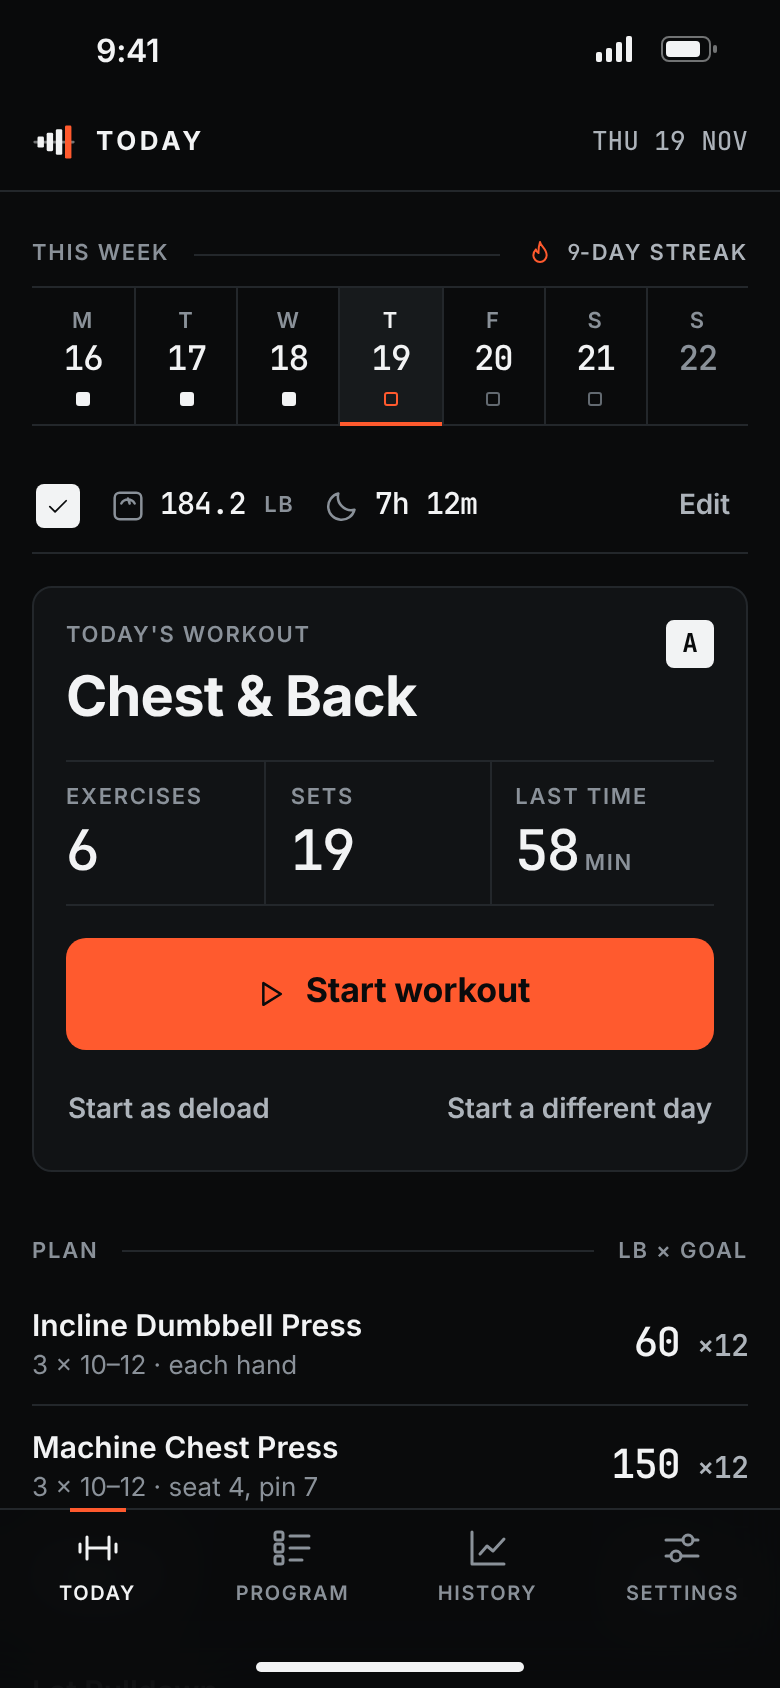 9:41
TODAY THU 19 NOV
THIS WEEK 9-DAY STREAK
M T W T F S S
16 17 18 19 20 21 22
184.2 LB 7h 12m Edit
TODAY'S WORKOUT A
Chest & Back
EXERCISES SETS LAST TIME
6 19 58 MIN
Start workout
Start as deload Start a different day
PLAN LB × GOAL
Incline Dumbbell Press 60 ×12
3 × 10–12 · each hand
Machine Chest Press 150 ×12
3 × 10–12 · seat 4, pin 7
TODAY PROGRAM HISTORY SETTINGS